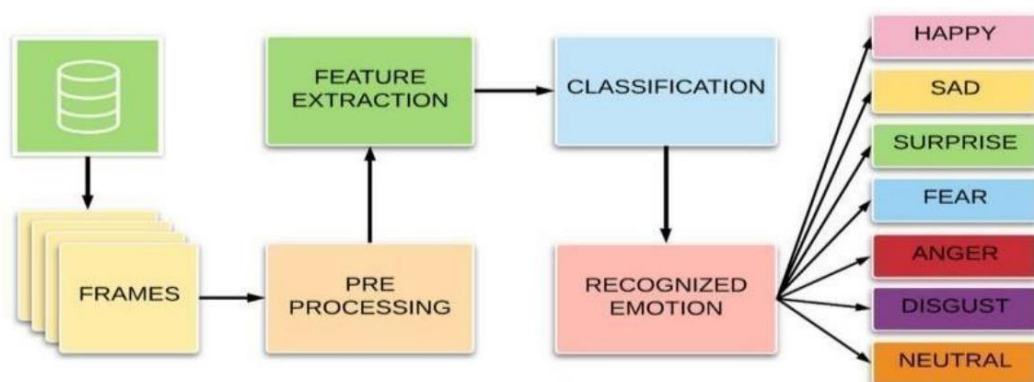 FEATURE
EXTRACTION
CLASSIFICATION
FRAMES
PRE
PROCESSING
RECOGNIZED
EMOTION
HAPPY
SAD
SURPRISE
FEAR
ANGER
DISGUST
NEUTRAL